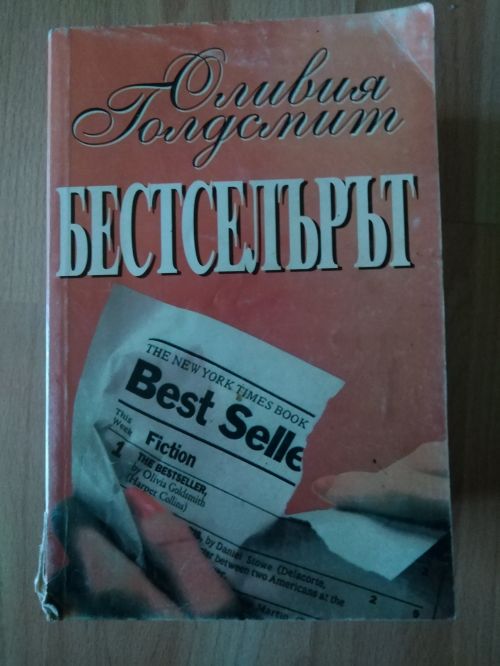 Оливия
Голдсмит
БЕСТСЕЛЪРЪТ
THE NEW YORK TIMES BOOK
Best Selle
This
Week
Fiction
1
THE BESTSELLER,
by Olivia Goldsmith
(Harper Collins)
, by Daniel Stowe (Delacorte,
between two Americans at the
2
Martin